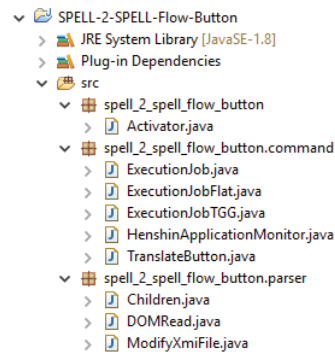 SPELL-2-SPELL-Flow-Button
JRE System Library [JavaSE-1.8]
Plug-in Dependencies
src
spell_2_spell_flow_button
Activator.java
spell_2_spell_flow_button.command
ExecutionJob.java
ExecutionJobFlat.java
ExecutionJobTGG.java
HenshinApplicationMonitor.java
TranslateButton.java
spell_2_spell_flow_button.parser
Children.java
DOMRead.java
ModifyXmiFile.java